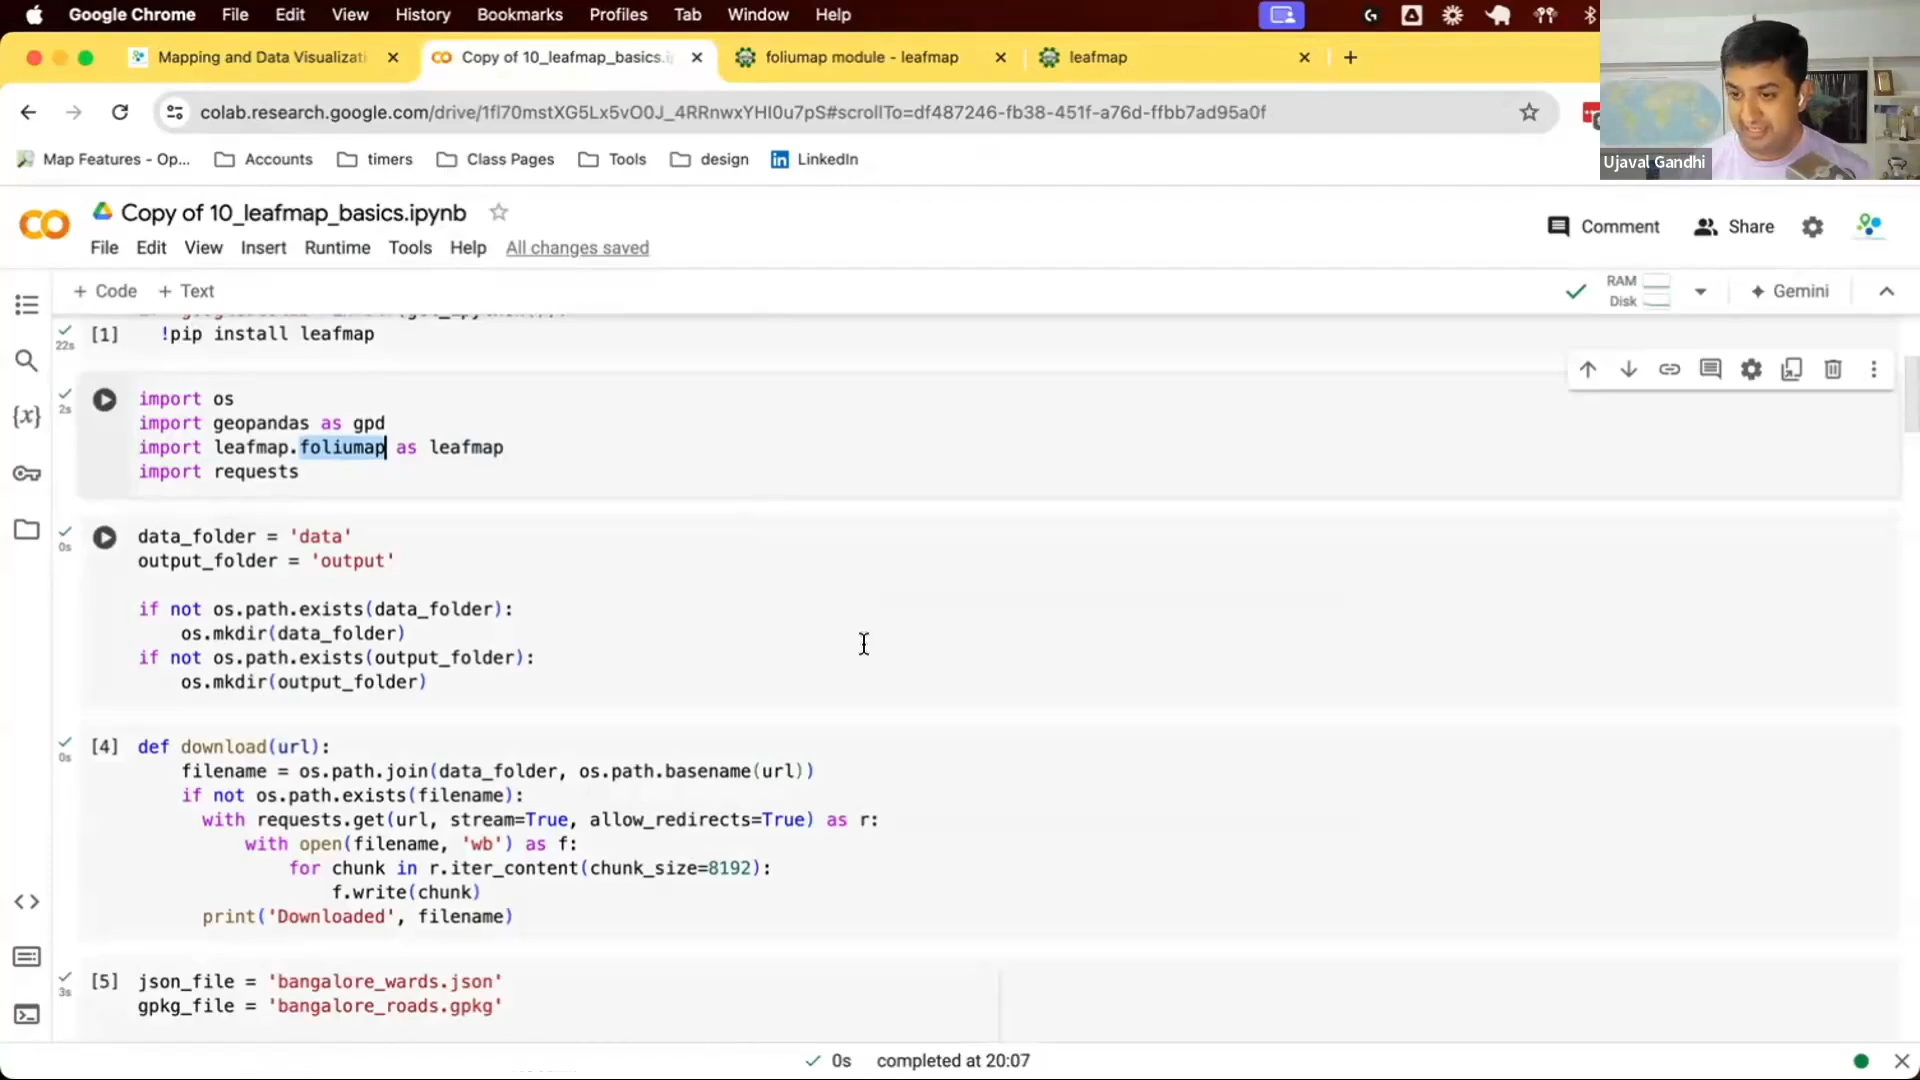 Google Chrome File Edit View History Bookmarks Profiles Tab Window Help
Mapping and Data Visualizati
Copy of 10_leafmap_basics.i
foliumap module - leafmap
leafmap
colab.research.google.com/drive/1fl70mstXG5Lx5vO0J_4RRnwxYHI0u7pS#scrollTo=df487246-fb38-451f-a76d-ffbb7ad95a0f
Map Features - Op... Accounts timers Class Pages Tools design LinkedIn
Ujaval Gandhi
Copy of 10_leafmap_basics.ipynb
Comment Share
File Edit View Insert Runtime Tools Help All changes saved
+ Code + Text
RAM
Disk
Gemini
22s [1] !pip install leafmap
2s import os
import geopandas as gpd
import leafmap.foliumap as leafmap
import requests
0s data_folder = 'data'
output_folder = 'output'
if not os.path.exists(data_folder):
os.mkdir(data_folder)
if not os.path.exists(output_folder):
os.mkdir(output_folder)
0s [4] def download(url):
filename = os.path.join(data_folder, os.path.basename(url))
if not os.path.exists(filename):
with requests.get(url, stream=True, allow_redirects=True) as r:
with open(filename, 'wb') as f:
for chunk in r.iter_content(chunk_size=8192):
f.write(chunk)
print('Downloaded', filename)
3s [5] json_file = 'bangalore_wards.json'
gpkg_file = 'bangalore_roads.gpkg'
0s completed at 20:07